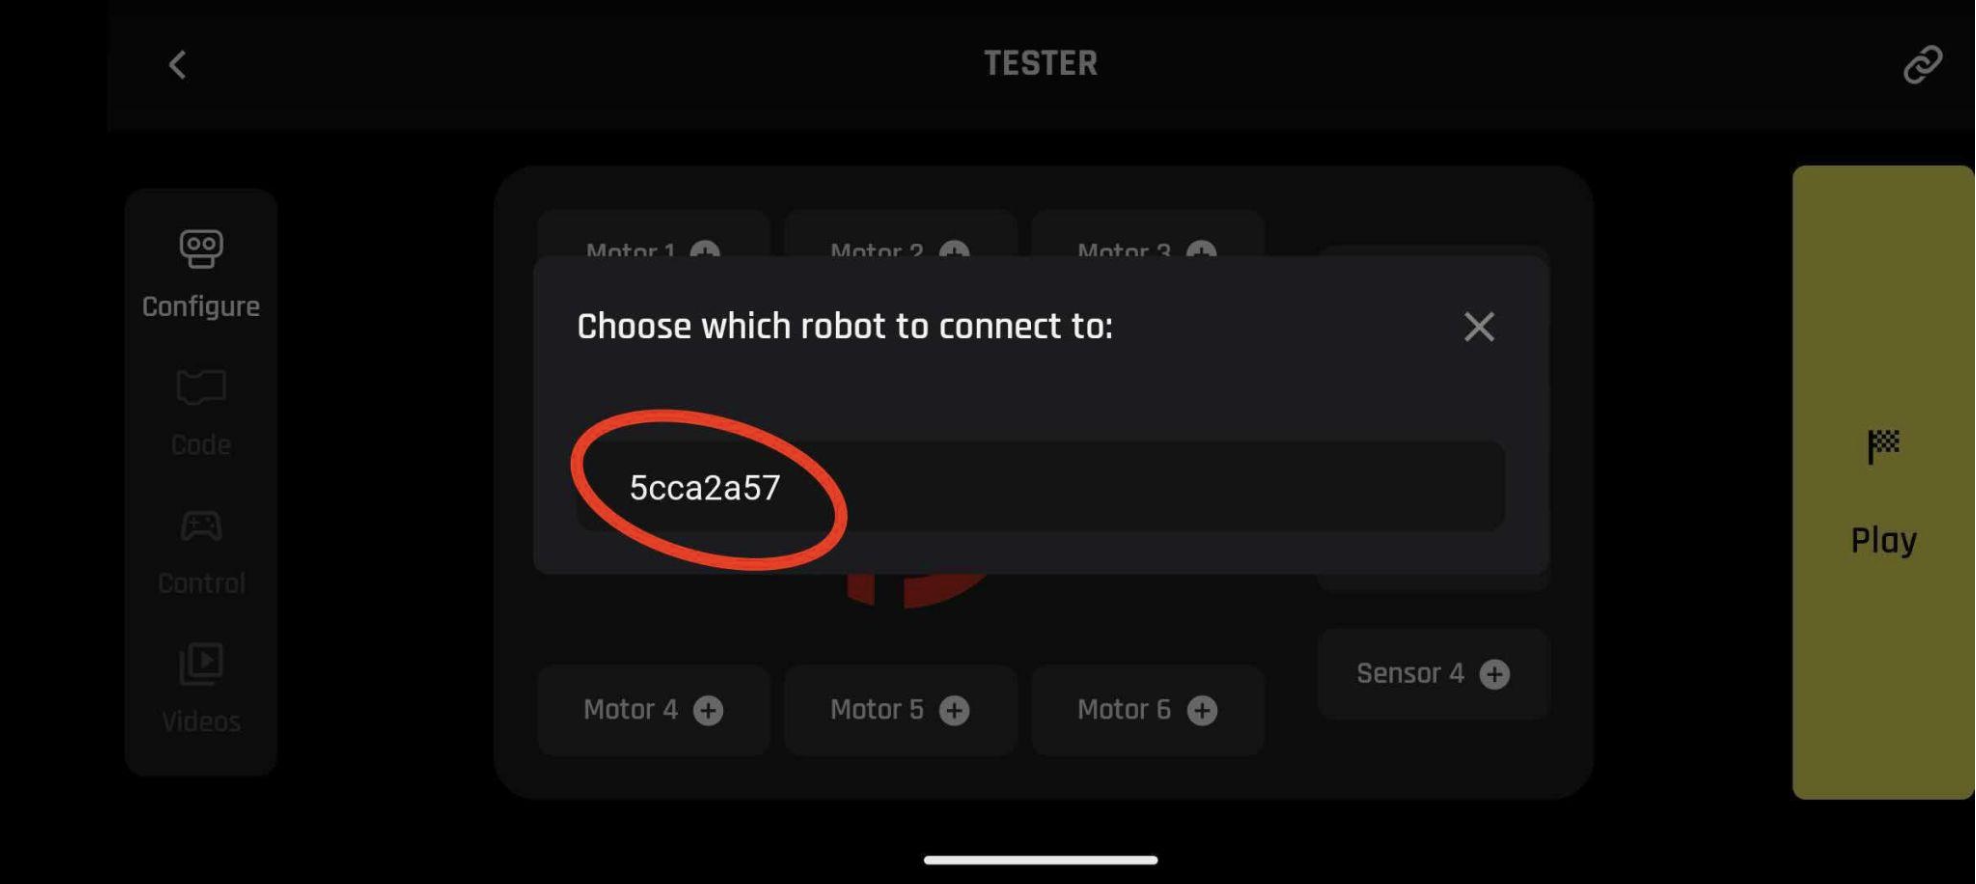 TESTER
Configure
Code
Control
Videos
Motor 1
Motor 2
Motor 3
Choose which robot to connect to:
5cca2a57
Motor 4
Motor 5
Motor 6
Sensor 4
Play